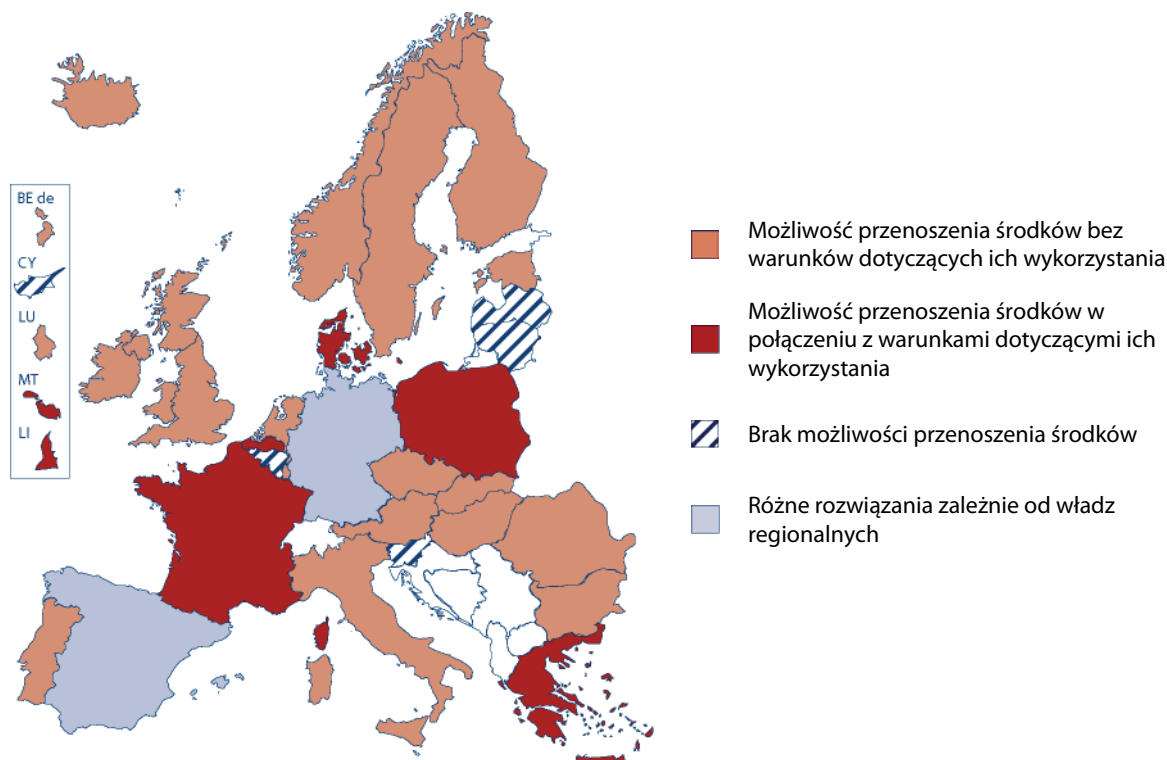 BE de
CY
LU
MT
LI
Możliwość przenoszenia środków bez
warunków dotyczących ich wykorzystania
Możliwość przenoszenia środków w
połączeniu z warunkami dotyczącymi ich
wykorzystania
Brak możliwości przenoszenia środków
Różne rozwiązania zależnie od władz
regionalnych